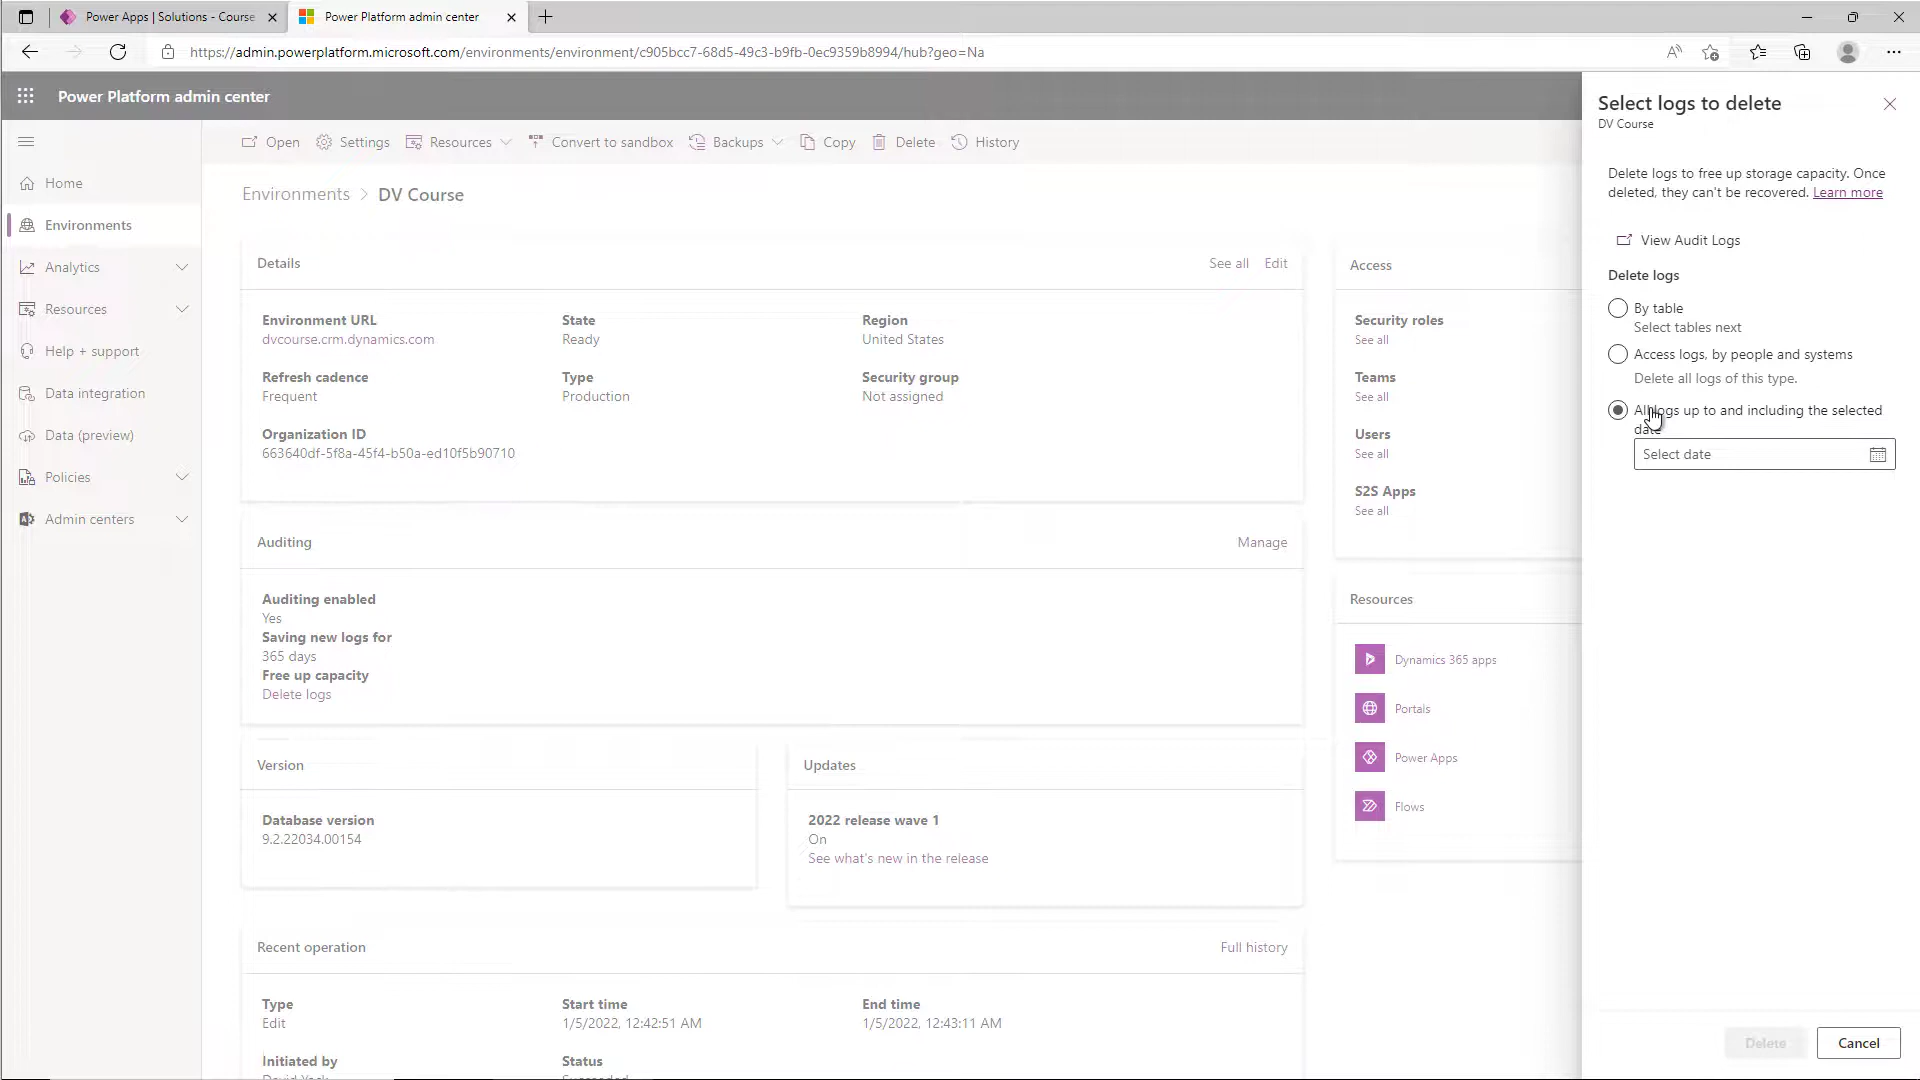 Power Apps | Solutions - Course
Power Platform admin center
https://admin.powerplatform.microsoft.com/environments/environment/c905bcc7-68d5-49c3-b9fb-0ec9359b8994/hub?geo=Na
Power Platform admin center
Open
Settings
Resources
Convert to sandbox
Backups
Copy
Delete
History
Home
Environments
Analytics
Resources
Help + support
Data integration
Data (preview)
Policies
Admin centers
Environments > DV Course
Details
See all
Edit
Environment URL
dvcourse.crm.dynamics.com
State
Ready
Region
United States
Refresh cadence
Frequent
Type
Production
Security group
Not assigned
Organization ID
663640df-5f8a-45f4-b50a-ed10f5b90710
Auditing
Manage
Auditing enabled
Yes
Saving new logs for
365 days
Free up capacity
Delete logs
Version
Database version
9.2.22034.00154
Updates
2022 release wave 1
On
See what's new in the release
Recent operation
Full history
Type
Edit
Start time
1/5/2022, 12:42:51 AM
End time
1/5/2022, 12:43:11 AM
Initiated by
Status
Access
Security roles
See all
Teams
See all
Users
See all
S2S Apps
See all
Resources
Dynamics 365 apps
Portals
Power Apps
Flows
Select logs to delete
DV Course
Delete logs to free up storage capacity. Once
deleted, they can't be recovered. Learn more
View Audit Logs
Delete logs
By table
Select tables next
Access logs, by people and systems
Delete all logs of this type.
All logs up to and including the selected
date
Select date
Delete
Cancel